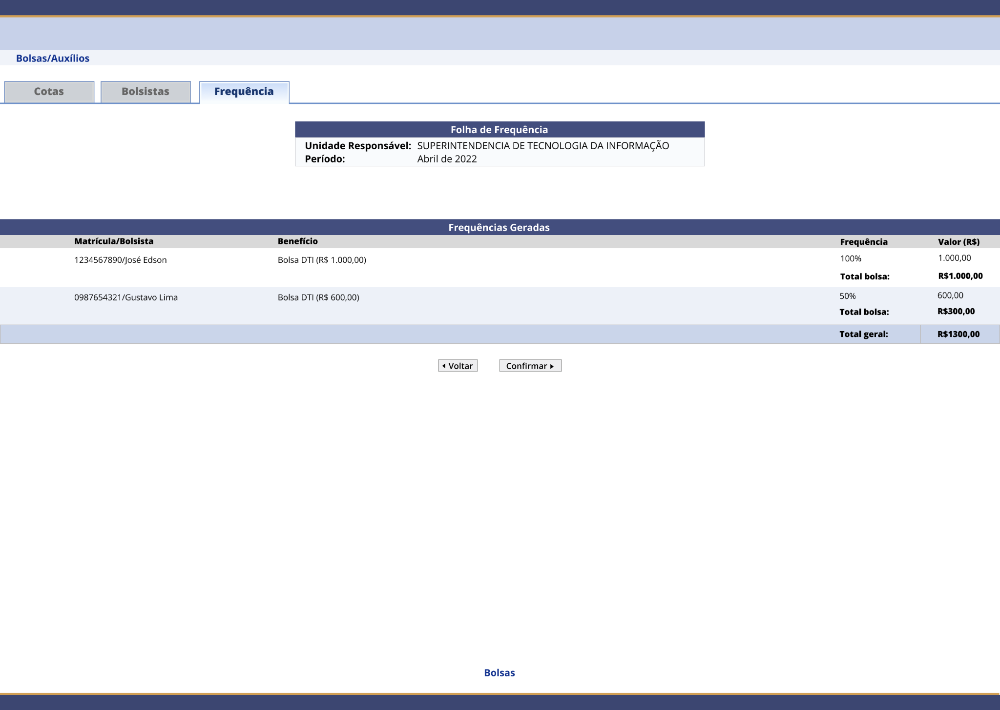 Bolsas/Auxílios
Cotas Bolsistas Frequência
Folha de Frequência
Unidade Responsável: SUPERINTENDENCIA DE TECNOLOGIA DA INFORMAÇÃO
Período: Abril de 2022
Frequências Geradas
Matrícula/Bolsista Benefício Frequência Valor (R$)
1234567890/José Edson Bolsa DTI (R$ 1.000,00) 100% 1.000,00
Total bolsa: R$1.000,00
0987654321/Gustavo Lima Bolsa DTI (R$ 600,00) 50% 600,00
Total bolsa: R$300,00
Total geral: R$1300,00
Voltar Confirmar
Bolsas